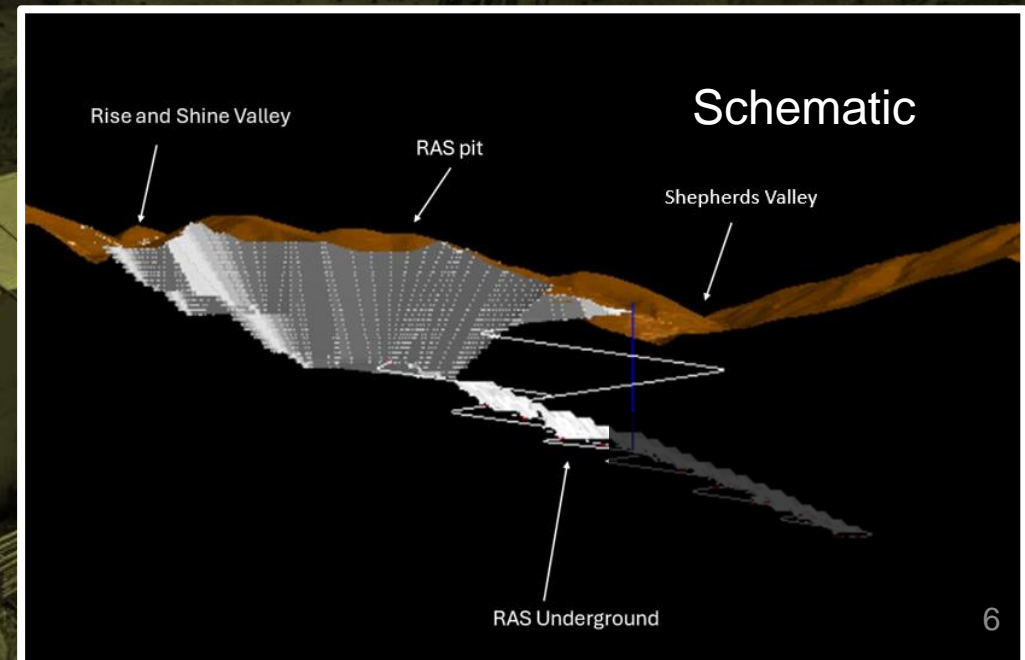 Schematic
Rise and Shine Valley
RAS pit
Shepherds Valley
RAS Underground
6